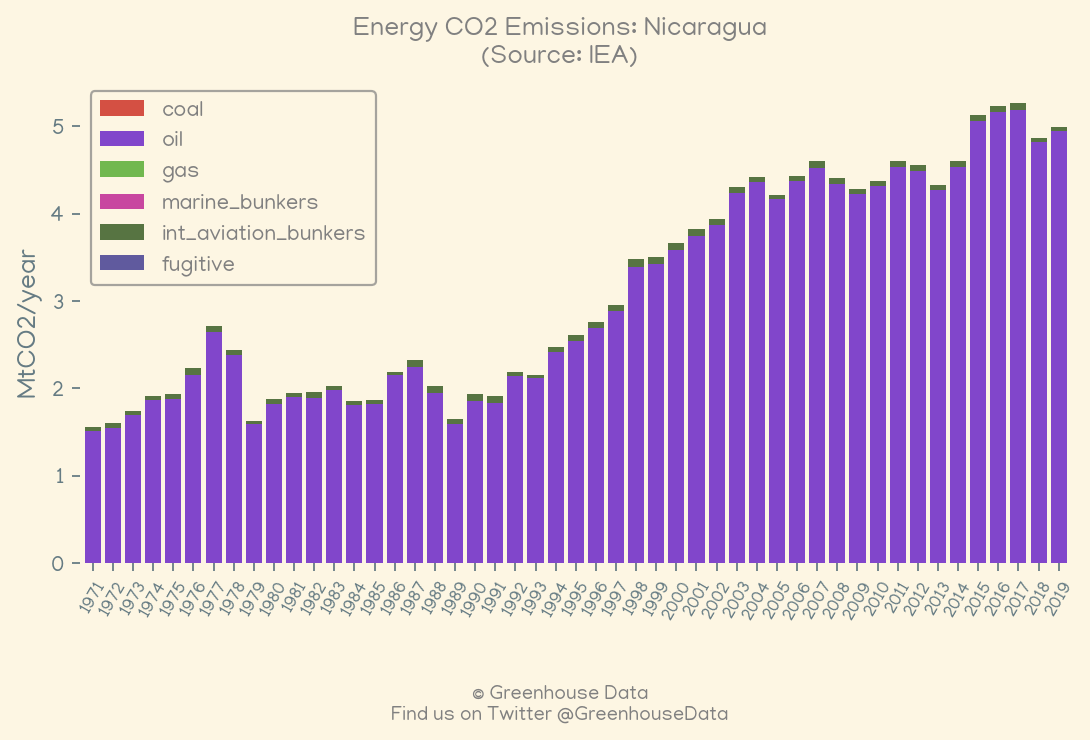 Energy CO2 Emissions: Nicaragua
(Source: IEA)
coal
oil
gas
marine_bunkers
int_aviation_bunkers
fugitive
MtCO2/year
5
4
3
2
1
0
1971 1972 1973 1974 1975 1976 1977 1978 1979 1980 1981 1982 1983 1984 1985 1986 1987 1988 1989 1990 1991 1992 1993 1994 1995 1996 1997 1998 1999 2000 2001 2002 2003 2004 2005 2006 2007 2008 2009 2010 2011 2012 2013 2014 2015 2016 2017 2018 2019
© Greenhouse Data
Find us on Twitter @GreenhouseData